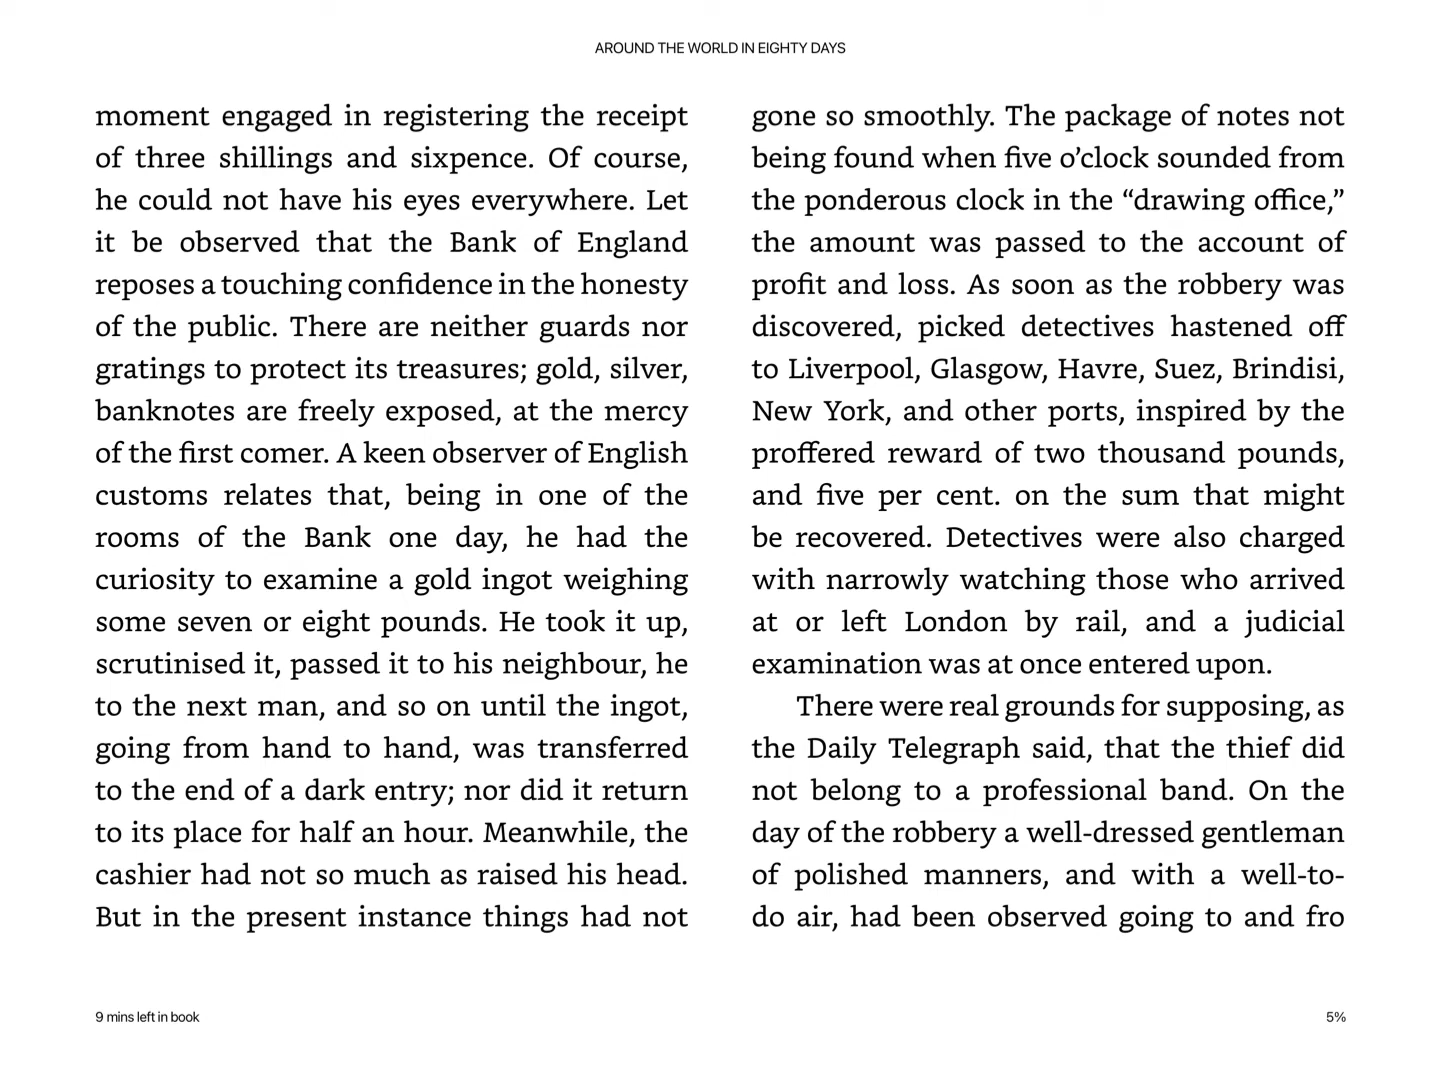 AROUND THE WORLD IN EIGHTY DAYS
moment engaged in registering the receipt
of three shillings and sixpence. Of course,
he could not have his eyes everywhere. Let
it be observed that the Bank of England
reposes a touching confidence in the honesty
of the public. There are neither guards nor
gratings to protect its treasures; gold, silver,
banknotes are freely exposed, at the mercy
of the first comer. A keen observer of English
customs relates that, being in one of the
rooms of the Bank one day, he had the
curiosity to examine a gold ingot weighing
some seven or eight pounds. He took it up,
scrutinised it, passed it to his neighbour, he
to the next man, and so on until the ingot,
going from hand to hand, was transferred
to the end of a dark entry; nor did it return
to its place for half an hour. Meanwhile, the
cashier had not so much as raised his head.
But in the present instance things had not
gone so smoothly. The package of notes not
being found when five o’clock sounded from
the ponderous clock in the “drawing office,”
the amount was passed to the account of
profit and loss. As soon as the robbery was
discovered, picked detectives hastened off
to Liverpool, Glasgow, Havre, Suez, Brindisi,
New York, and other ports, inspired by the
proffered reward of two thousand pounds,
and five per cent. on the sum that might
be recovered. Detectives were also charged
with narrowly watching those who arrived
at or left London by rail, and a judicial
examination was at once entered upon.
There were real grounds for supposing, as
the Daily Telegraph said, that the thief did
not belong to a professional band. On the
day of the robbery a well-dressed gentleman
of polished manners, and with a well-to-
do air, had been observed going to and fro
9 mins left in book
5%